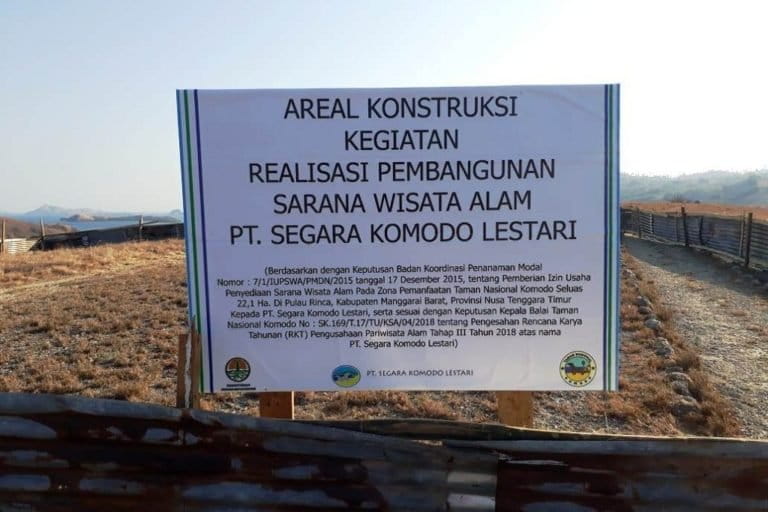 AREAL KONSTRUKSI
KEGIATAN
REALISASI PEMBANGUNAN
SARANA WISATA ALAM
PT. SEGARA KOMODO LESTARI
(Berdasarkan dengan Keputusan Badan Koordinasi Penanaman Modal
Nomor : 7/1/IUPSWA/PMDN/2015 tanggal 17 Desember 2015, tentang Pemberian Izin Usaha
Penyediaan Sarana Wisata Alam Pada Zona Pemanfaatan Taman Nasional Komodo Seluas
22,1 Ha. Di Pulau Rinca, Kabupaten Manggarai Barat, Provinsi Nusa Tenggara Timur
Kepada PT. Segara Komodo Lestari, serta sesuai dengan Keputusan Kepala Balai Taman
Nasional Komodo No : SK.169/T.17/TU/KSA/04/2018 tentang Pengesahan Rencana Karya
Tahunan (RKT) Pengusahaan Pariwisata Alam Tahap III Tahun 2018 atas nama
PT. Segara Komodo Lestari)
PT. SEGARA KOMODO LESTARI